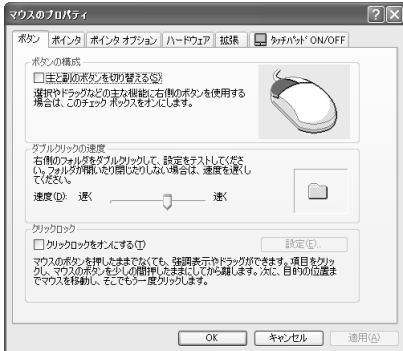 マウスのプロパティ
ボタン ポインタ ポインタ オプション ハードウェア 拡張 タッチパッド ON/OFF
ボタンの構成
主と副のボタンを切り替える(S)
選択やドラッグなどの主な機能に右側のボタンを使用する
場合は、このチェック ボックスをオンにします。
ダブルクリックの速度
右側のフォルダをダブルクリックして、設定をテストしてくださ
い。フォルダが開いたり閉じたりしない場合は、速度を遅くし
てください。
速度(D): 遅く 速く
クリックロック
クリックロックをオンにする(T) 設定(E)...
マウスのボタンを押したままでなくても、強調表示やドラッグができます。項目をクリッ
クし、マウスのボタンを少しの間押したままにしてから離します。次に、目的の位置ま
でマウスを移動し、そこでもう一度クリックします。
OK キャンセル 適用(A)